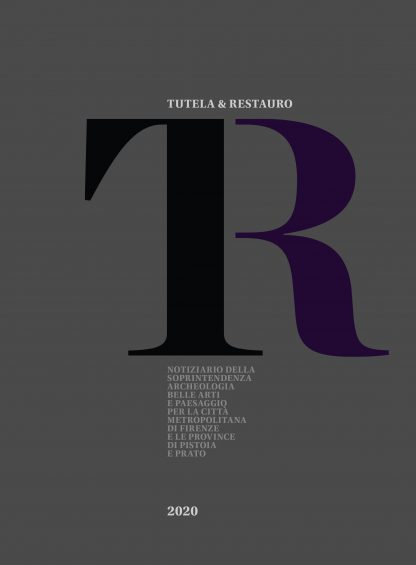 TUTELA & RESTAURO
TR
NOTIZIARIO DELLA
SOPRINTENDENZA
ARCHEOLOGIA
BELLE ARTI
E PAESAGGIO
PER LA CITTÀ
METROPOLITANA
DI FIRENZE
E LE PROVINCE
DI PISTOIA
E PRATO
2020